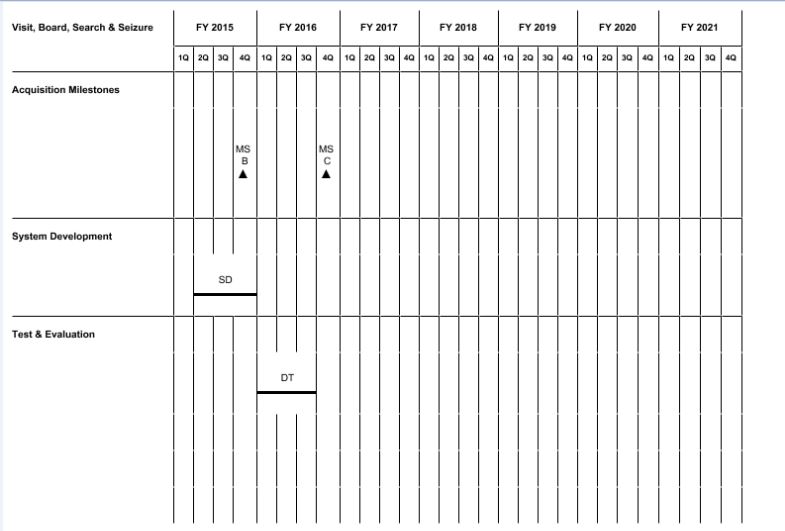 Visit, Board, Search & Seizure FY 2015 FY 2016 FY 2017 FY 2018 FY 2019 FY 2020 FY 2021
1Q 2Q 3Q 4Q 1Q 2Q 3Q 4Q 1Q 2Q 3Q 4Q 1Q 2Q 3Q 4Q 1Q 2Q 3Q 4Q 1Q 2Q 3Q 4Q 1Q 2Q 3Q 4Q
Acquisition Milestones
MS MS
B C
System Development
SD
Test & Evaluation
DT